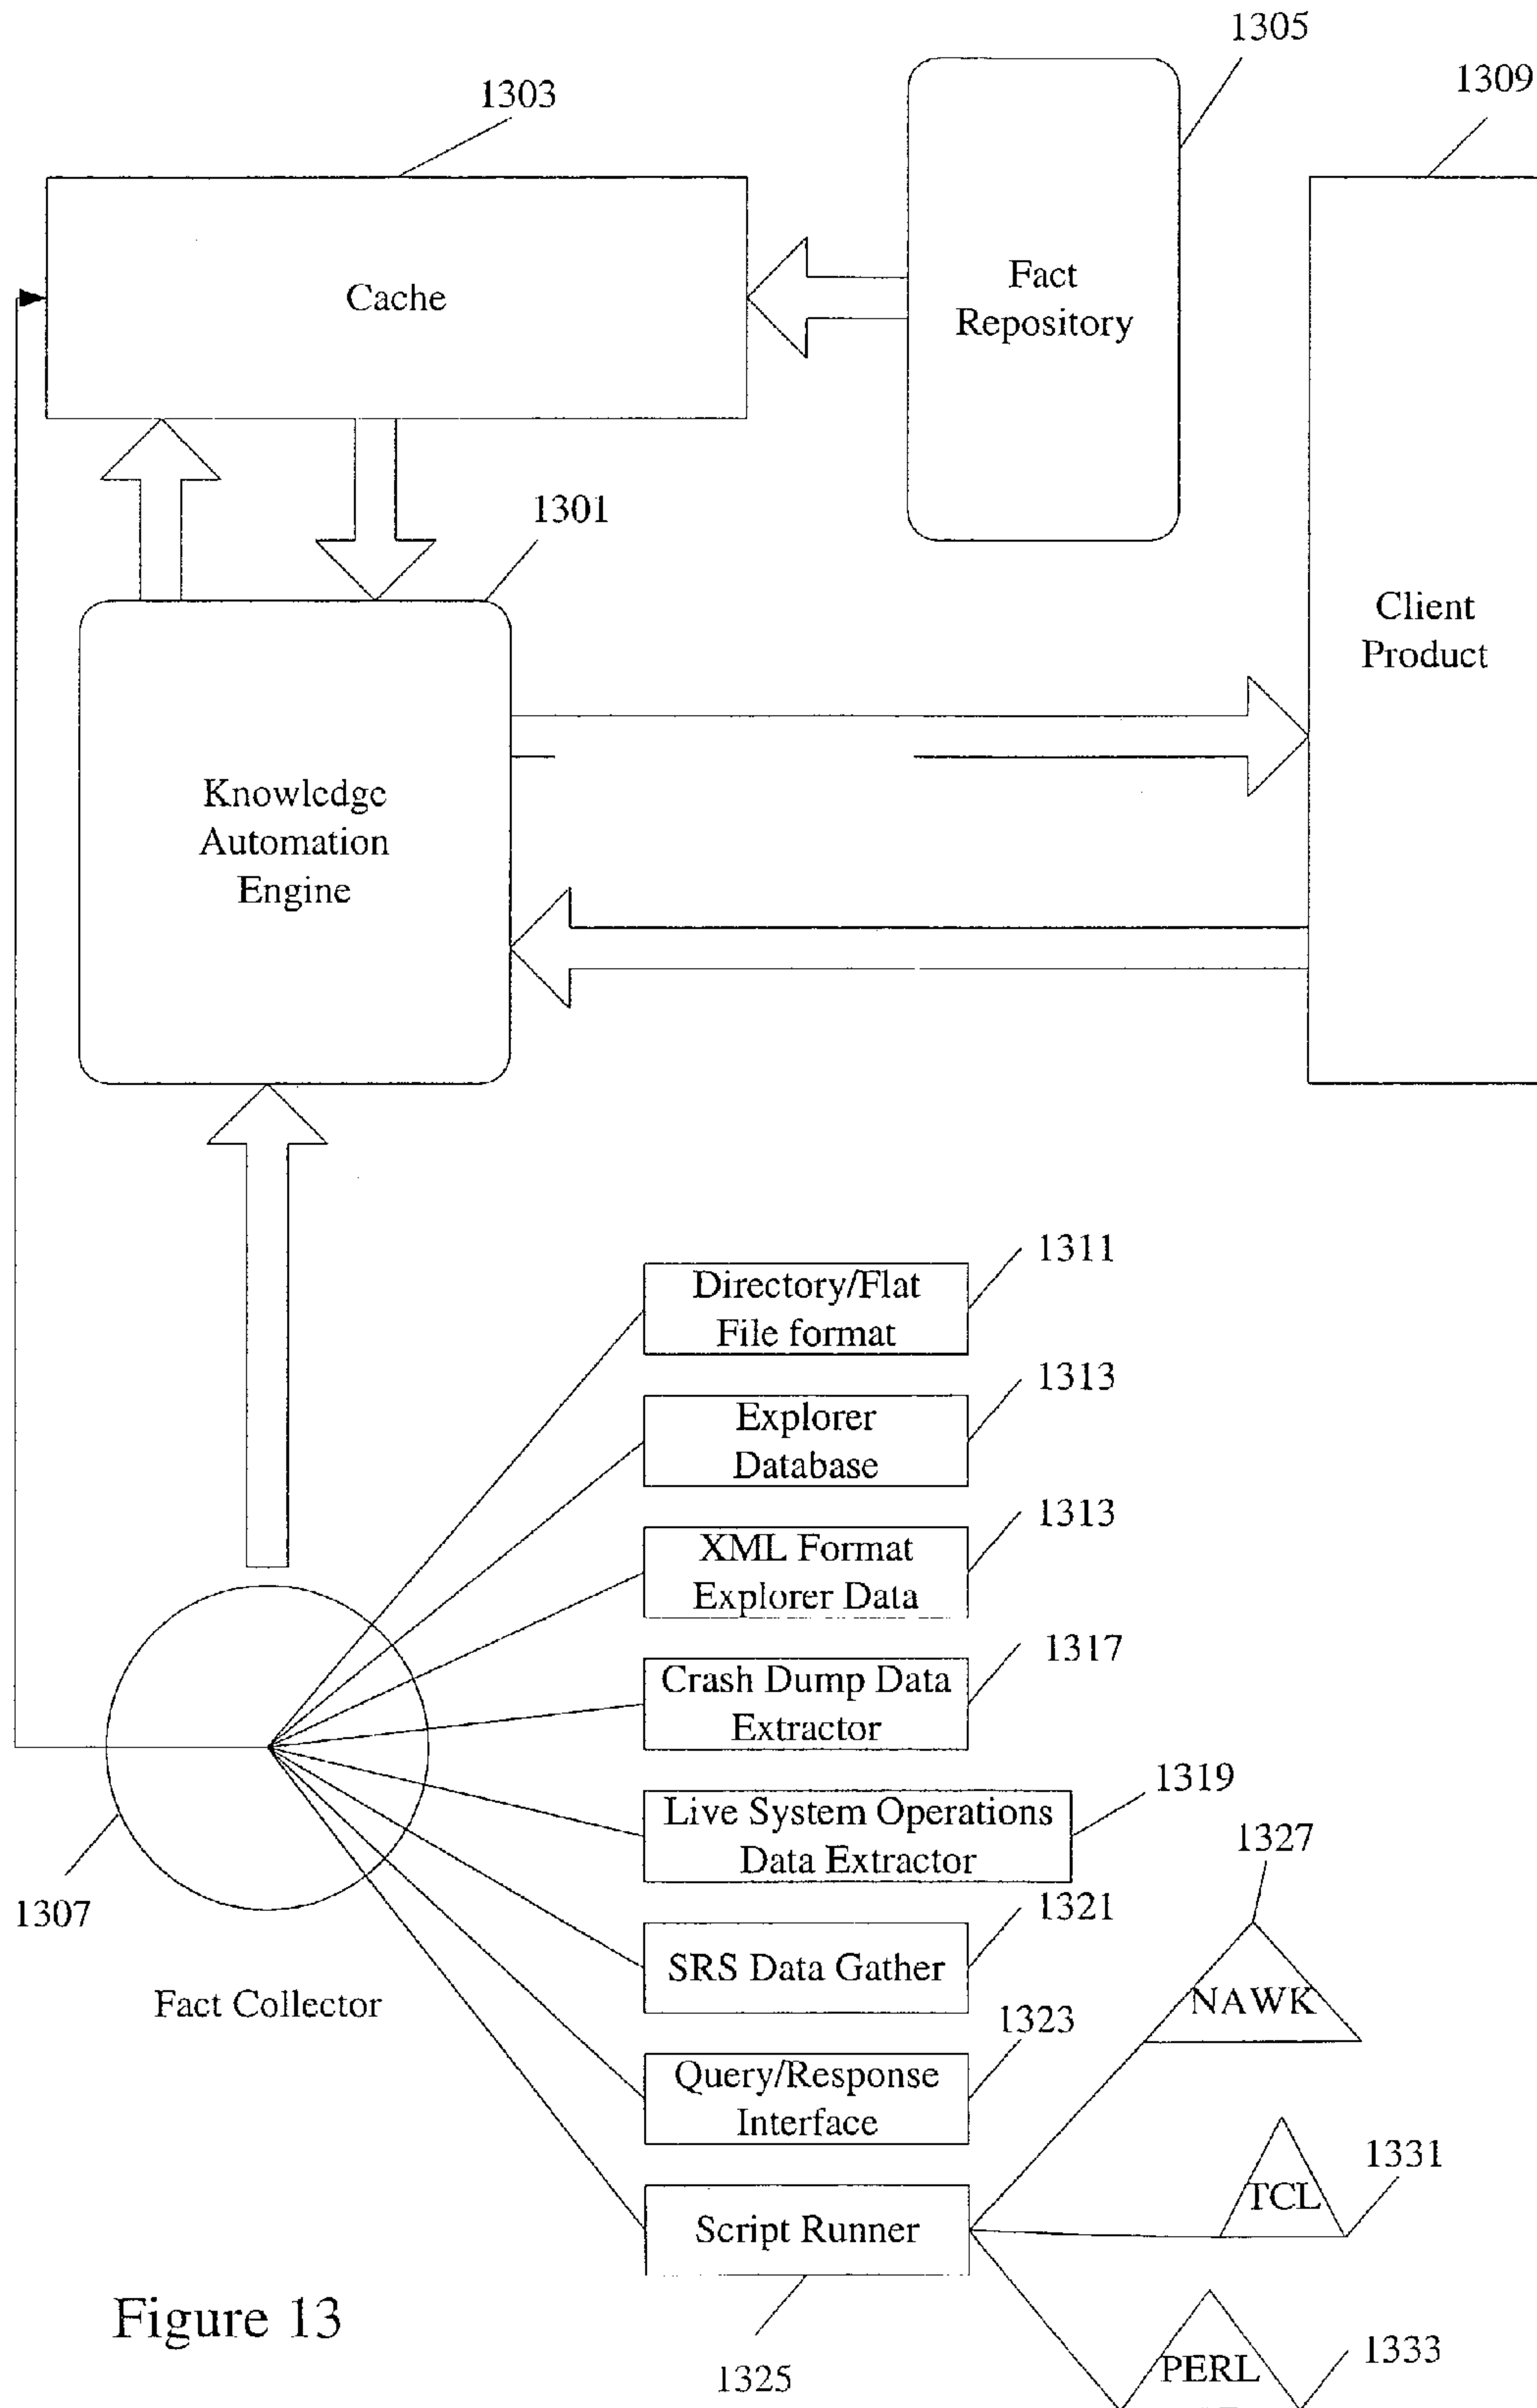 1305
1303
1309
Cache
Fact
Repository
1301
Client
Product
Knowledge
Automation
Engine
1311
Directory/Flat
File format
1313
Explorer
Database
1313
XML Format
Explorer Data
1317
Crash Dump Data
Extractor
1319
Live System Operations
Data Extractor
1327
1307
1321
SRS Data Gather
NAWK
Fact Collector
1323
Query/Response
Interface
1331
TCL
Script Runner
Figure 13
1325
PERL
1333